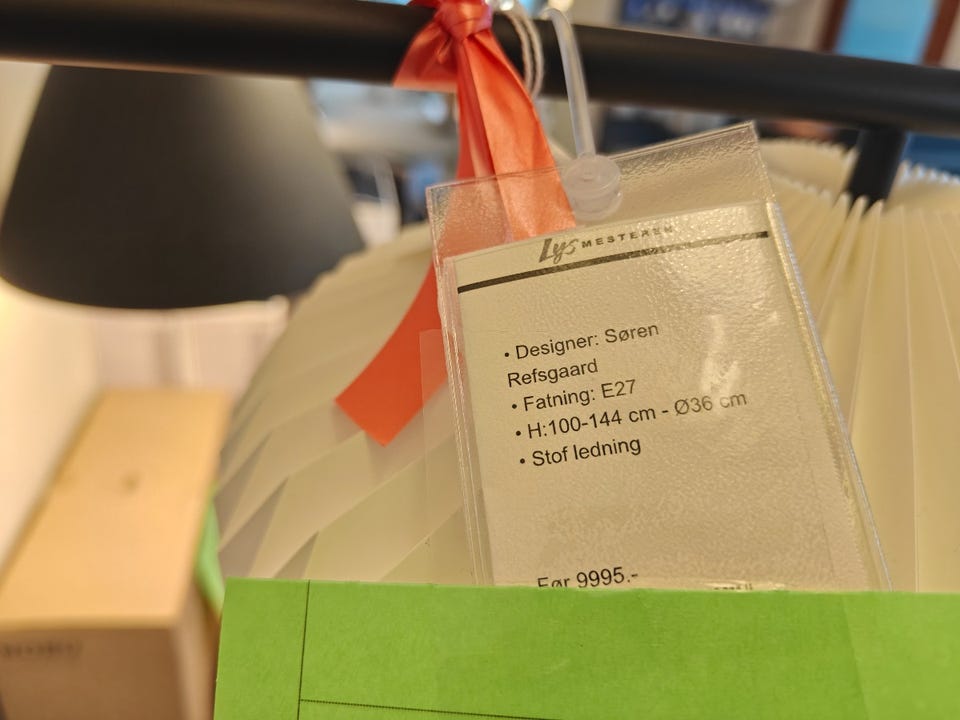 Lys MESTEREN
• Designer: Søren
Refsgaard
• Fatning: E27
• H:100-144 cm - Ø36 cm
• Stof ledning
Før 9995.-